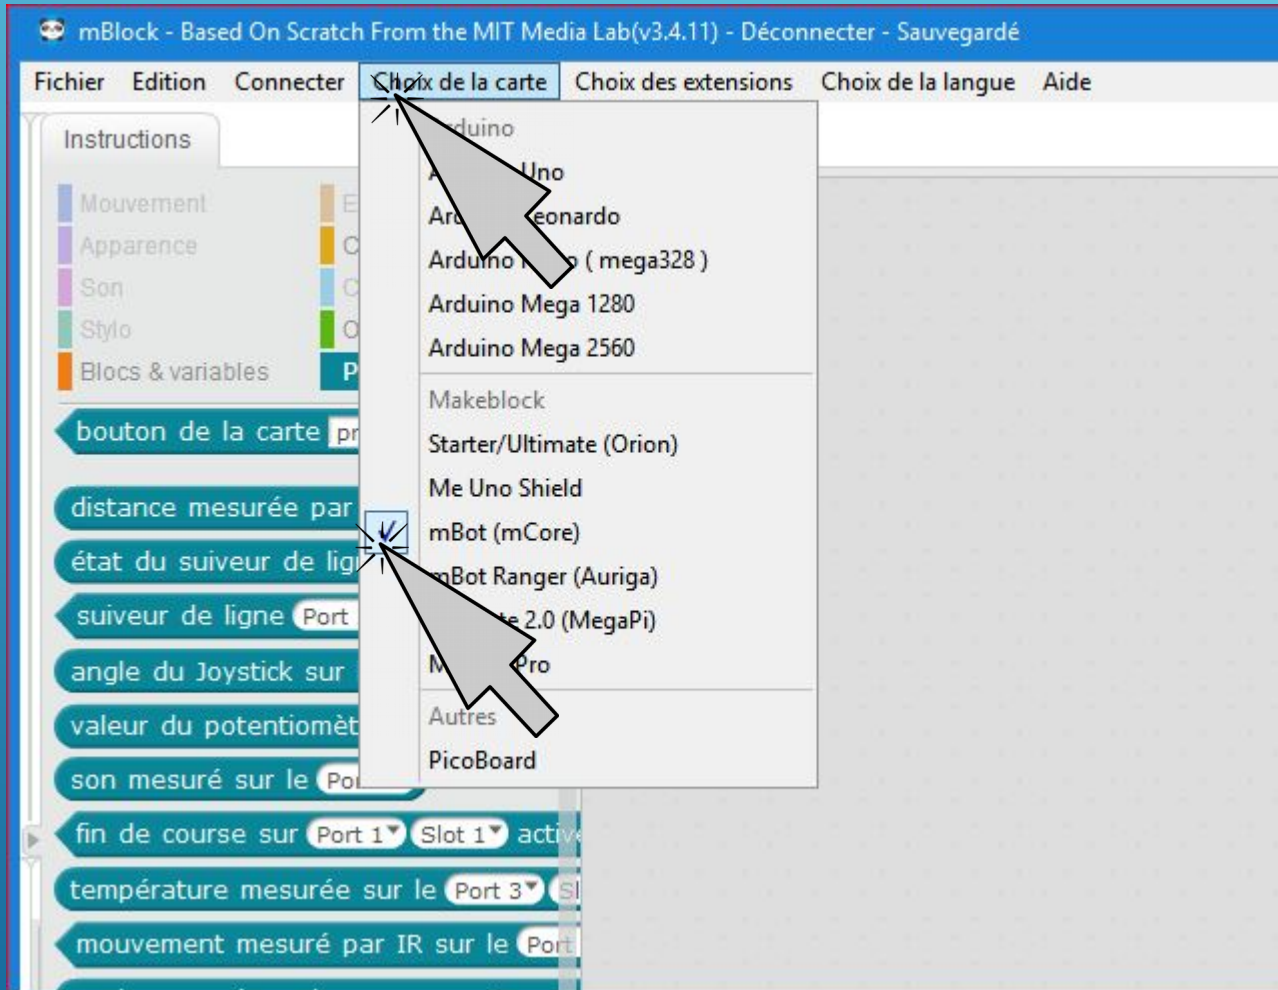 mBlock - Based On Scratch From the MIT Media Lab(v3.4.11) - Déconnecter - Sauvegardé
Fichier Edition Connecter Choix de la carte Choix des extensions Choix de la langue Aide
Instructions
Mouvement
Apparence
Son
Stylo
Blocs & variables
bouton de la carte
distance mesurée par
état du suiveur de
suiveur de ligne Port
angle du Joystick sur
valeur du
son mesuré sur le
fin de course sur Port 1 Slot 1
température mesurée sur le Port 3
mouvement mesuré par IR sur le Port
Arduino
Uno
Arduino Leonardo
Arduino ( mega328 )
Arduino Mega 1280
Arduino Mega 2560
Makeblock
Starter/Ultimate (Orion)
Me Uno Shield
mBot (mCore)
mBot Ranger (Auriga)
2.0 (MegaPi)
Pro
Autres
PicoBoard